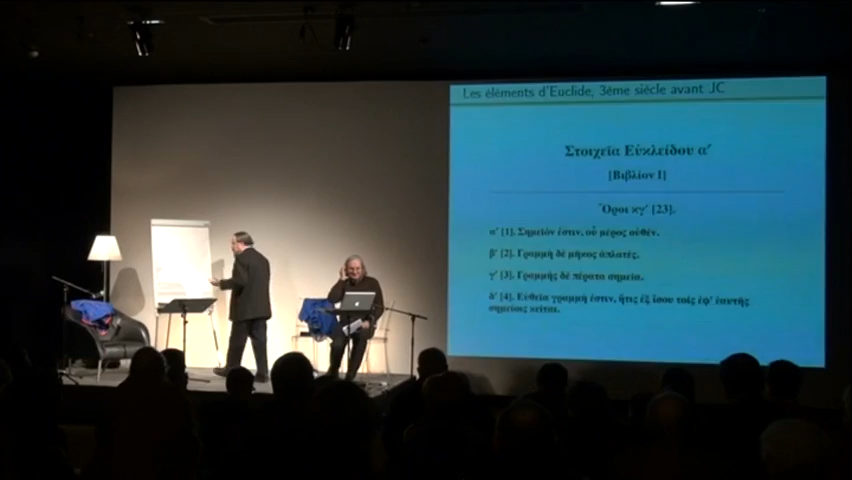 Les éléments d'Euclide, 3ème siècle avant JC
Στοιχεῖα Εὐκλείδου α′
[Βιβλίον I]
Ὅροι κγ′ [23].
α′ [1]. Σημεῖόν ἐστιν, οὗ μέρος οὐθέν.
β′ [2]. Γραμμὴ δὲ μῆκος ἀπλατές.
γ′ [3]. Γραμμῆς δὲ πέρατα σημεῖα.
δ′ [4]. Εὐθεῖα γραμμή ἐστιν, ἥτις ἐξ ἴσου τοῖς ἐφ' ἑαυτῆς
σημείοις κεῖται.